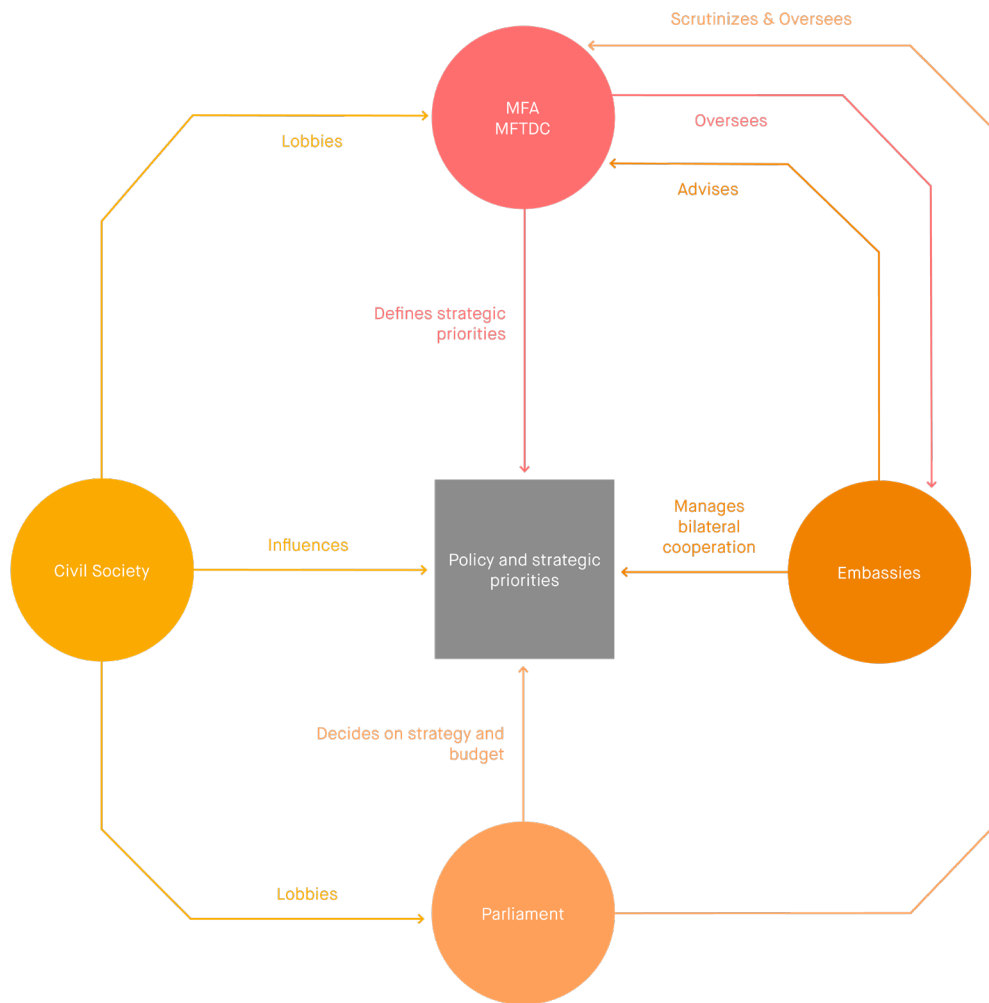 Scrutinizes & Oversees
MFA
MFTDC
Oversees
Lobbies
Advises
Defines strategic
priorities
Manages
bilateral
cooperation
Influences
Policy and strategic
priorities
Civil Society
Embassies
Decides on strategy and
budget
Lobbies
Parliament